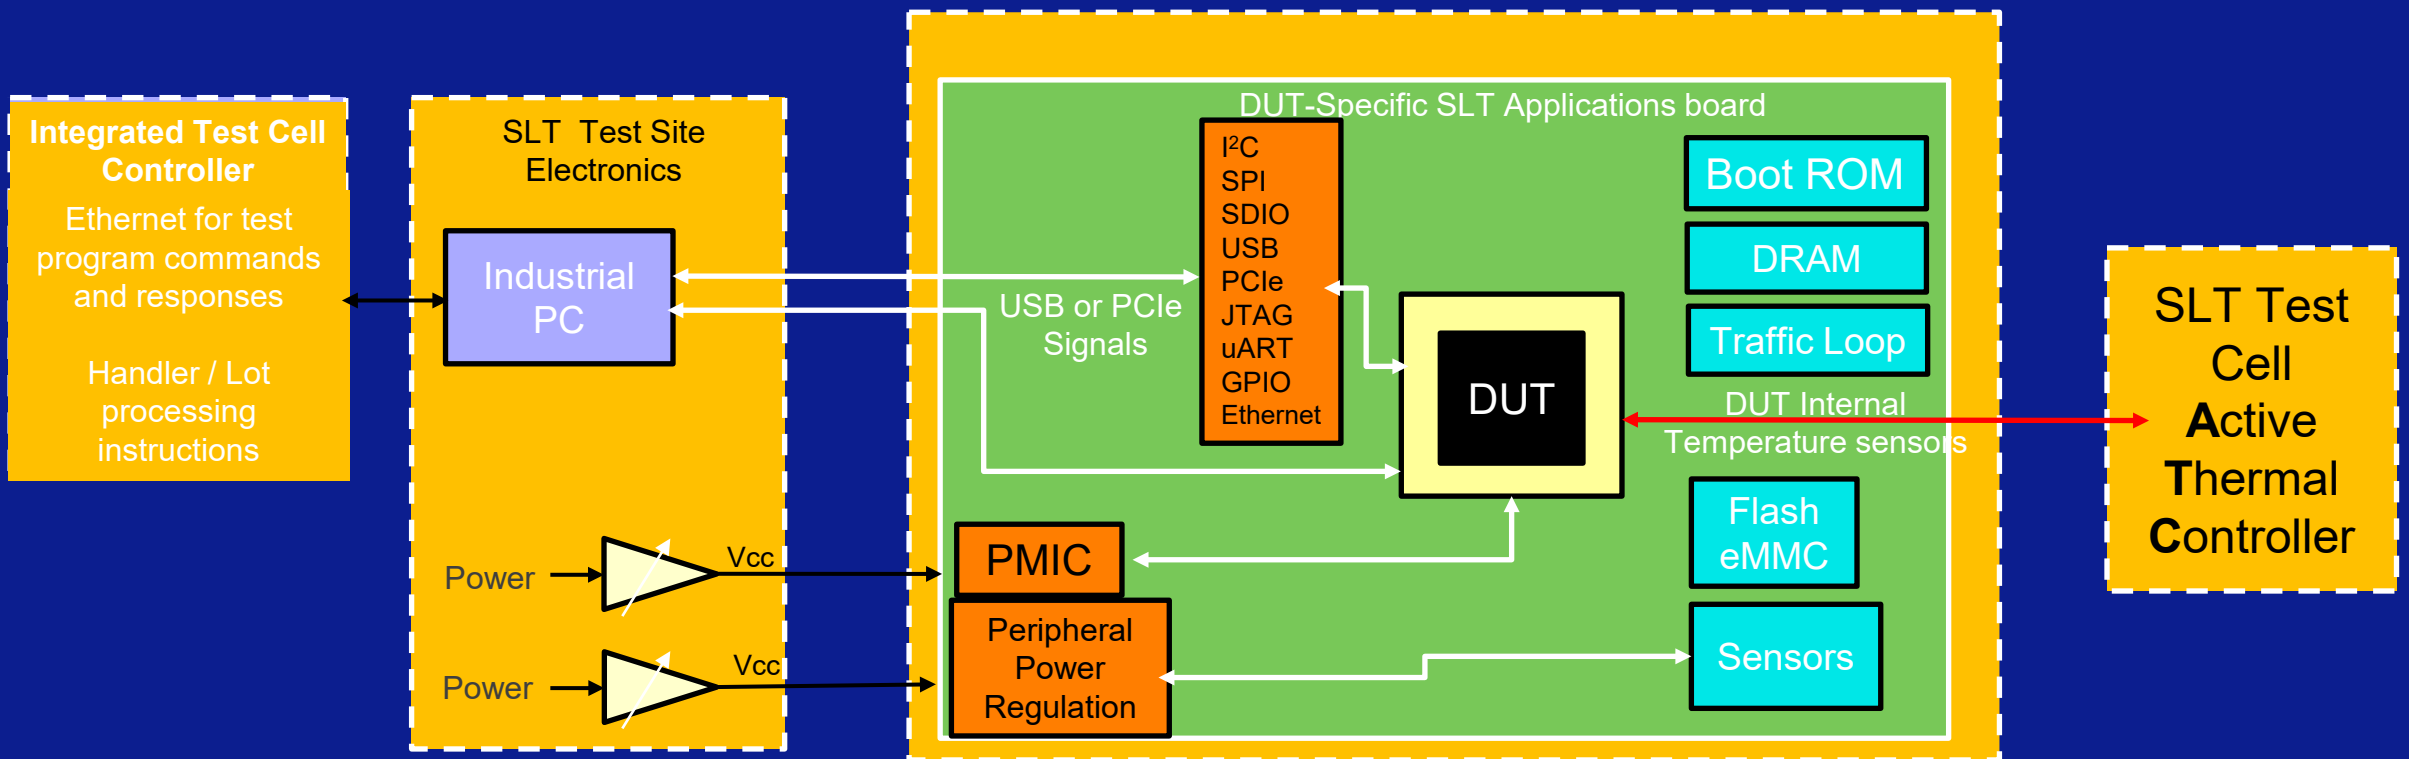 Integrated Test Cell
Controller
Ethernet for test
program commands
and responses
Handler / Lot
processing
instructions
SLT Test Site
Electronics
Industrial
PC
Power
Vcc
Power
Vcc
DUT-Specific SLT Applications board
USB or PCIe
Signals
I²C
SPI
SDIO
USB
PCIe
JTAG
uART
GPIO
Ethernet
DUT
PMIC
Peripheral
Power
Regulation
Boot ROM
DRAM
Traffic Loop
DUT Internal
Temperature sensors
Flash
eMMC
Sensors
SLT Test
Cell
Active
Thermal
Controller